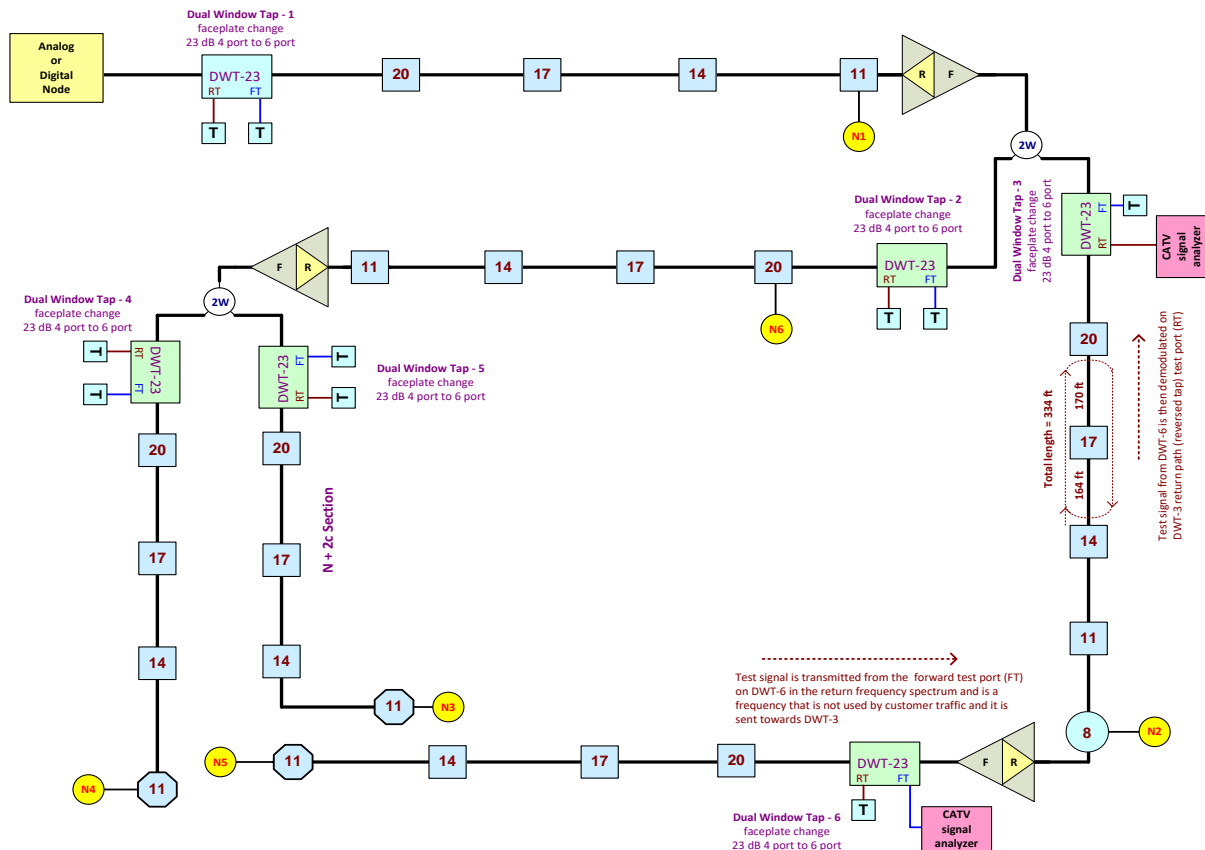 Dual Window Tap - 1
faceplate change
23 dB 4 port to 6 port
Analog
or
Digital
Node
DWT-23
RT
FT
T
T
20
17
14
11
R
F
N1
2W
Dual Window Tap - 2
faceplate change
23 dB 4 port to 6 port
DWT-23
RT
FT
T
T
Dual Window Tap - 3
faceplate change
23 dB 4 port to 6 port
DWT-23
FT
RT
T
CATV
signal
analyzer
F
R
11
14
17
20
N6
2W
Dual Window Tap - 4
faceplate change
23 dB 4 port to 6 port
T
T
RT
FT
DWT-23
DWT-23
FT
RT
T
T
Dual Window Tap - 5
faceplate change
23 dB 4 port to 6 port
20
17
14
11
N4
20
17
14
11
N3
N + 2c Section
20
17
14
11
8
N2
Total length = 334 ft
170 ft
164 ft
Test signal from DWT-6 is then demodulated on
DWT-3 return path (reversed tap) test port (RT)
Test signal is transmitted from the forward test port (FT)
on DWT-6 in the return frequency spectrum and is a
frequency that is not used by customer traffic and it is
sent towards DWT-3
N5
11
14
17
20
DWT-23
RT
FT
T
F
R
Dual Window Tap - 6
faceplate change
23 dB 4 port to 6 port
CATV
signal
analyzer